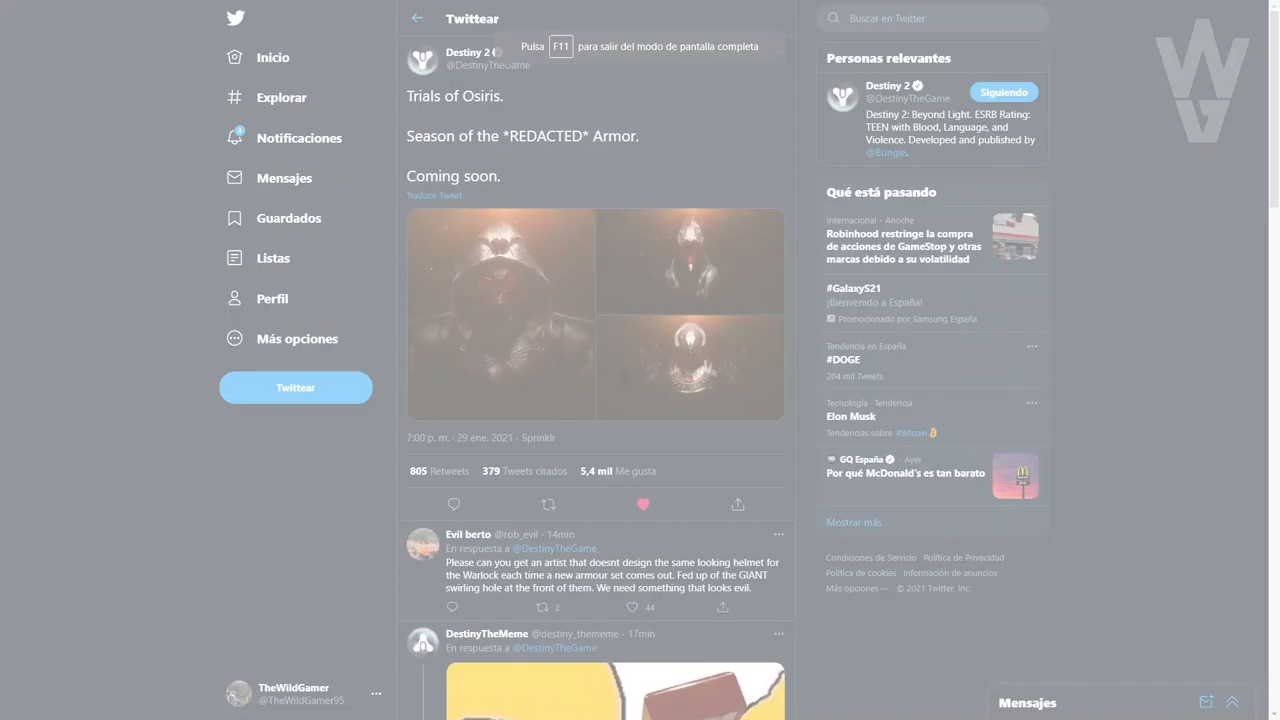 Inicio
Explorar
4
Notificaciones
Mensajes
Guardados
Listas
Perfil
Más opciones
Twittear
TheWildGamer
@TheWildGamer95
Twittear
Pulsa F11 para salir del modo de pantalla completa
Destiny 2
@DestinyTheGame
Trials of Osiris.
Season of the *REDACTED* Armor.
Coming soon.
Traducir Tweet
7:00 p. m. · 29 ene. 2021 · Sprinklr
805 Retweets 379 Tweets citados 5,4 mil Me gusta
Evil berto @rob_evil · 14min
En respuesta a @DestinyTheGame
Please can you get an artist that doesnt design the same looking helmet for
the Warlock each time a new armour set comes out. Fed up of the GIANT
swirling hole at the front of them. We need something that looks evil.
2 44
DestinyTheMeme @destiny_thememe · 17min
En respuesta a @DestinyTheGame
Buscar en Twitter
Personas relevantes
Destiny 2
@DestinyTheGame
Siguiendo
Destiny 2: Beyond Light. ESRB Rating:
TEEN with Blood, Language, and
Violence. Developed and published by
@Bungie.
Qué está pasando
Internacional · Anoche
Robinhood restringe la compra
de acciones de GameStop y otras
marcas debido a su volatilidad
#GalaxyS21
¡Bienvenido a España!
Promocionado por Samsung España
Tendencia en España
#DOGE
204 mil Tweets
Tecnología · Tendencia
Elon Musk
Tendencias sobre #Bitcoin
GQ España · Ayer
Por qué McDonald's es tan barato
Mostrar más
Condiciones de Servicio Política de Privacidad
Política de cookies Información de anuncios
Más opciones ··· © 2021 Twitter, Inc.
Mensajes
WG